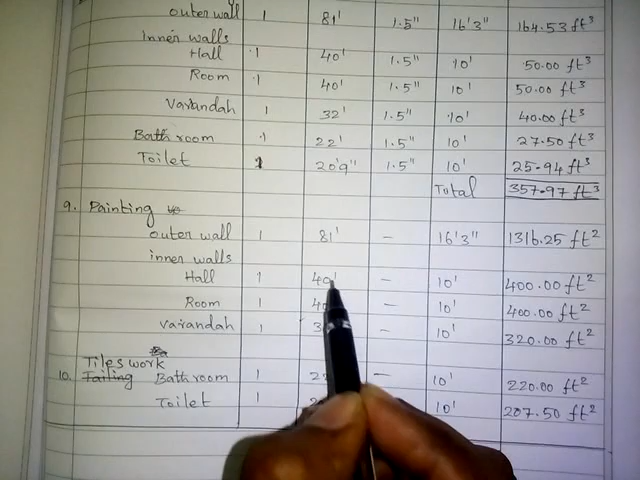 outer wall 1 81' 1.5" 16'3" 164.53 ft³
Inner walls
Hall 1 40' 1.5" 10' 50.00 ft³
Room 1 40' 1.5" 10' 50.00 ft³
Varandah 1 32' 1.5" 10' 40.00 ft³
Bath room 1 22' 1.5" 10' 27.50 ft³
Toilet 1 20'9" 1.5" 10' 25.94 ft³
Total 357.97 ft³
9. Painting
outer wall 1 81' – 16'3" 1316.25 ft²
inner walls
Hall 1 40' – 10' 400.00 ft²
Room 1 – 10' 400.00 ft²
Varandah 1 – 10' 320.00 ft²
Tiles work
10. Tailing Bathroom 1 – 10' 220.00 ft²
Toilet 1 10' 207.50 ft²